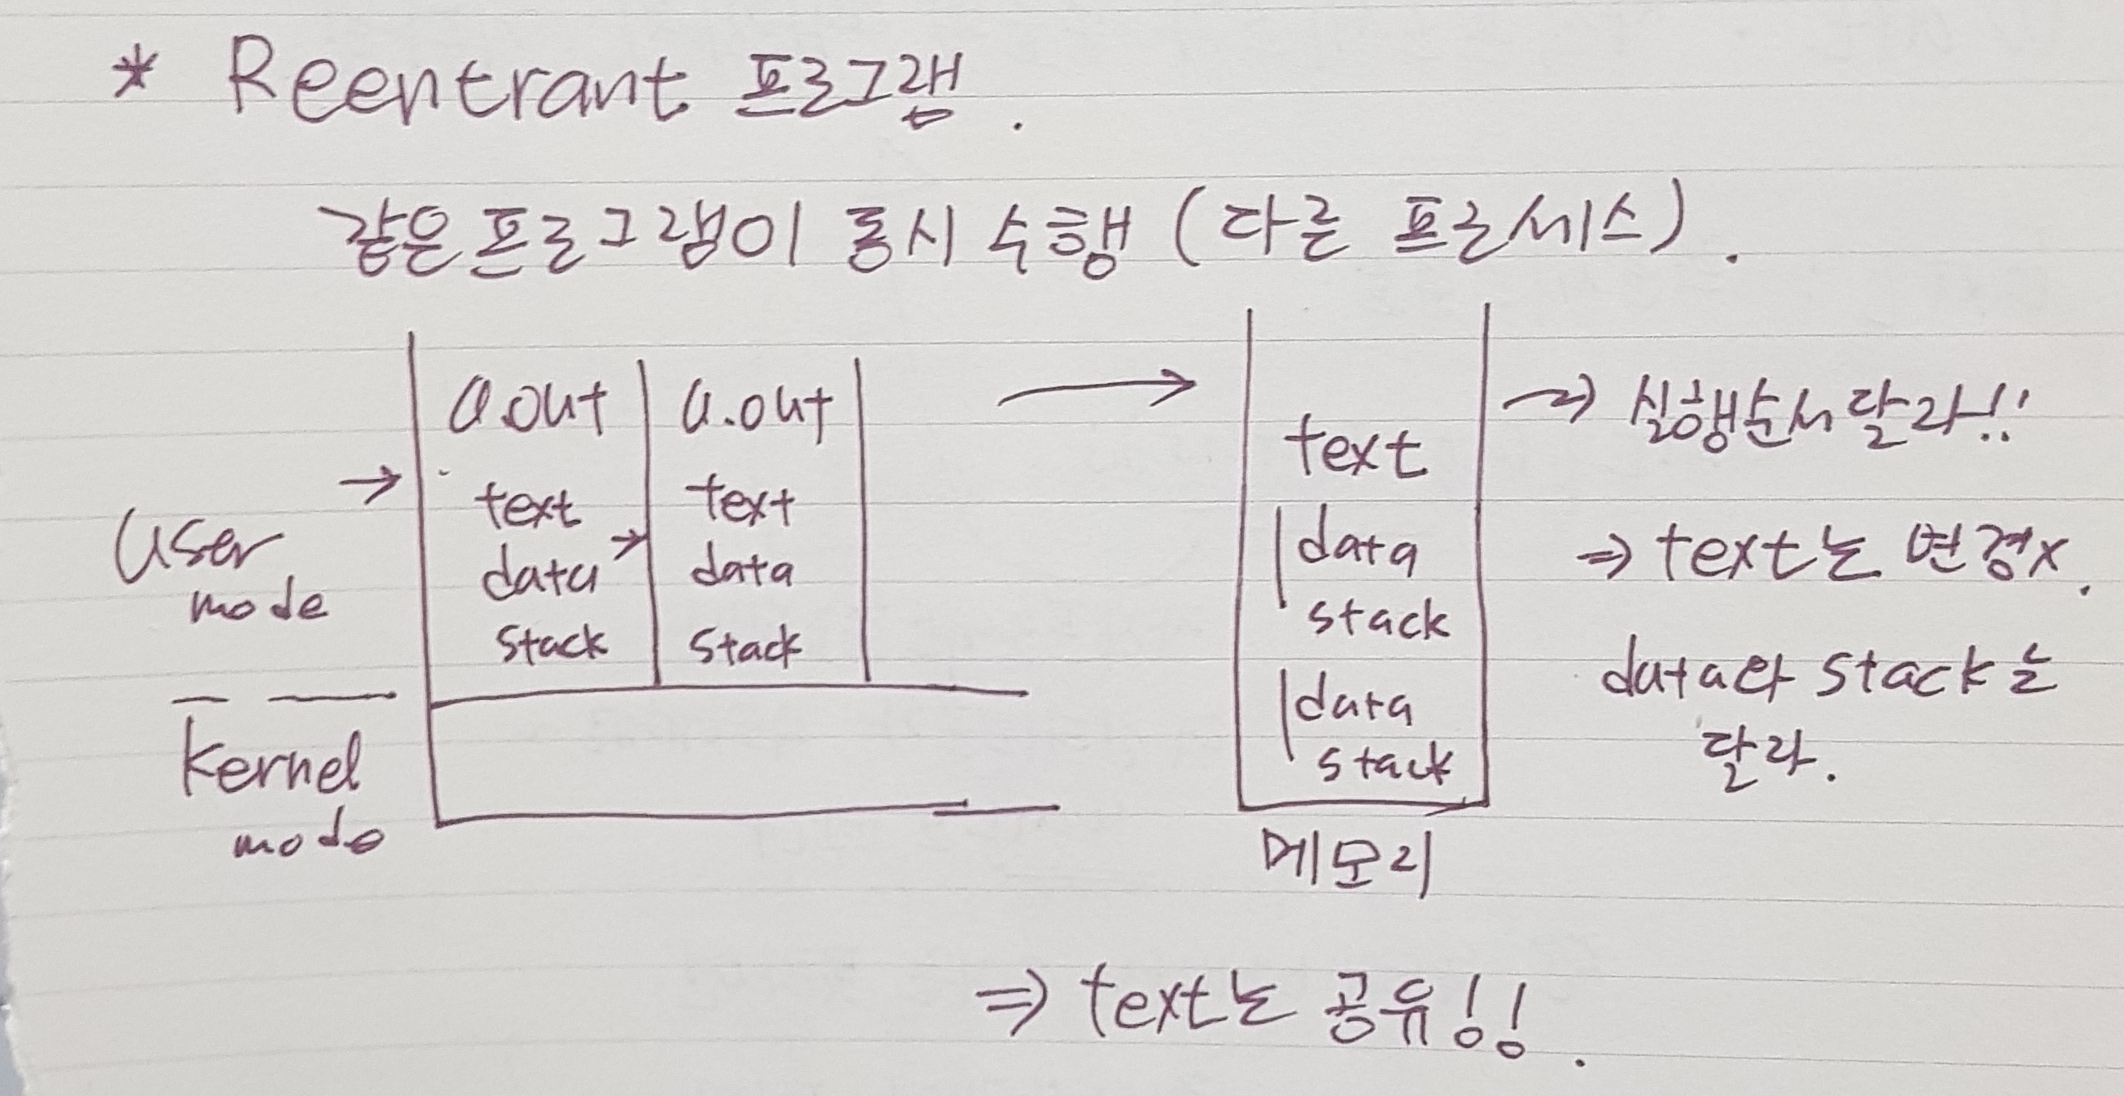 * Reentrant 프로그램.
같은 프로그램이 동시 수행 (다른 프로세스).
a.out a.out → text → 실행순서 달라!!
→ text text
User mode
data → data
stack stack
data
stack
⇒ text는 변경x.
data
stack
data와 stack는
달라.
Kernel
mode
메모리
⇒ text는 공유!!.